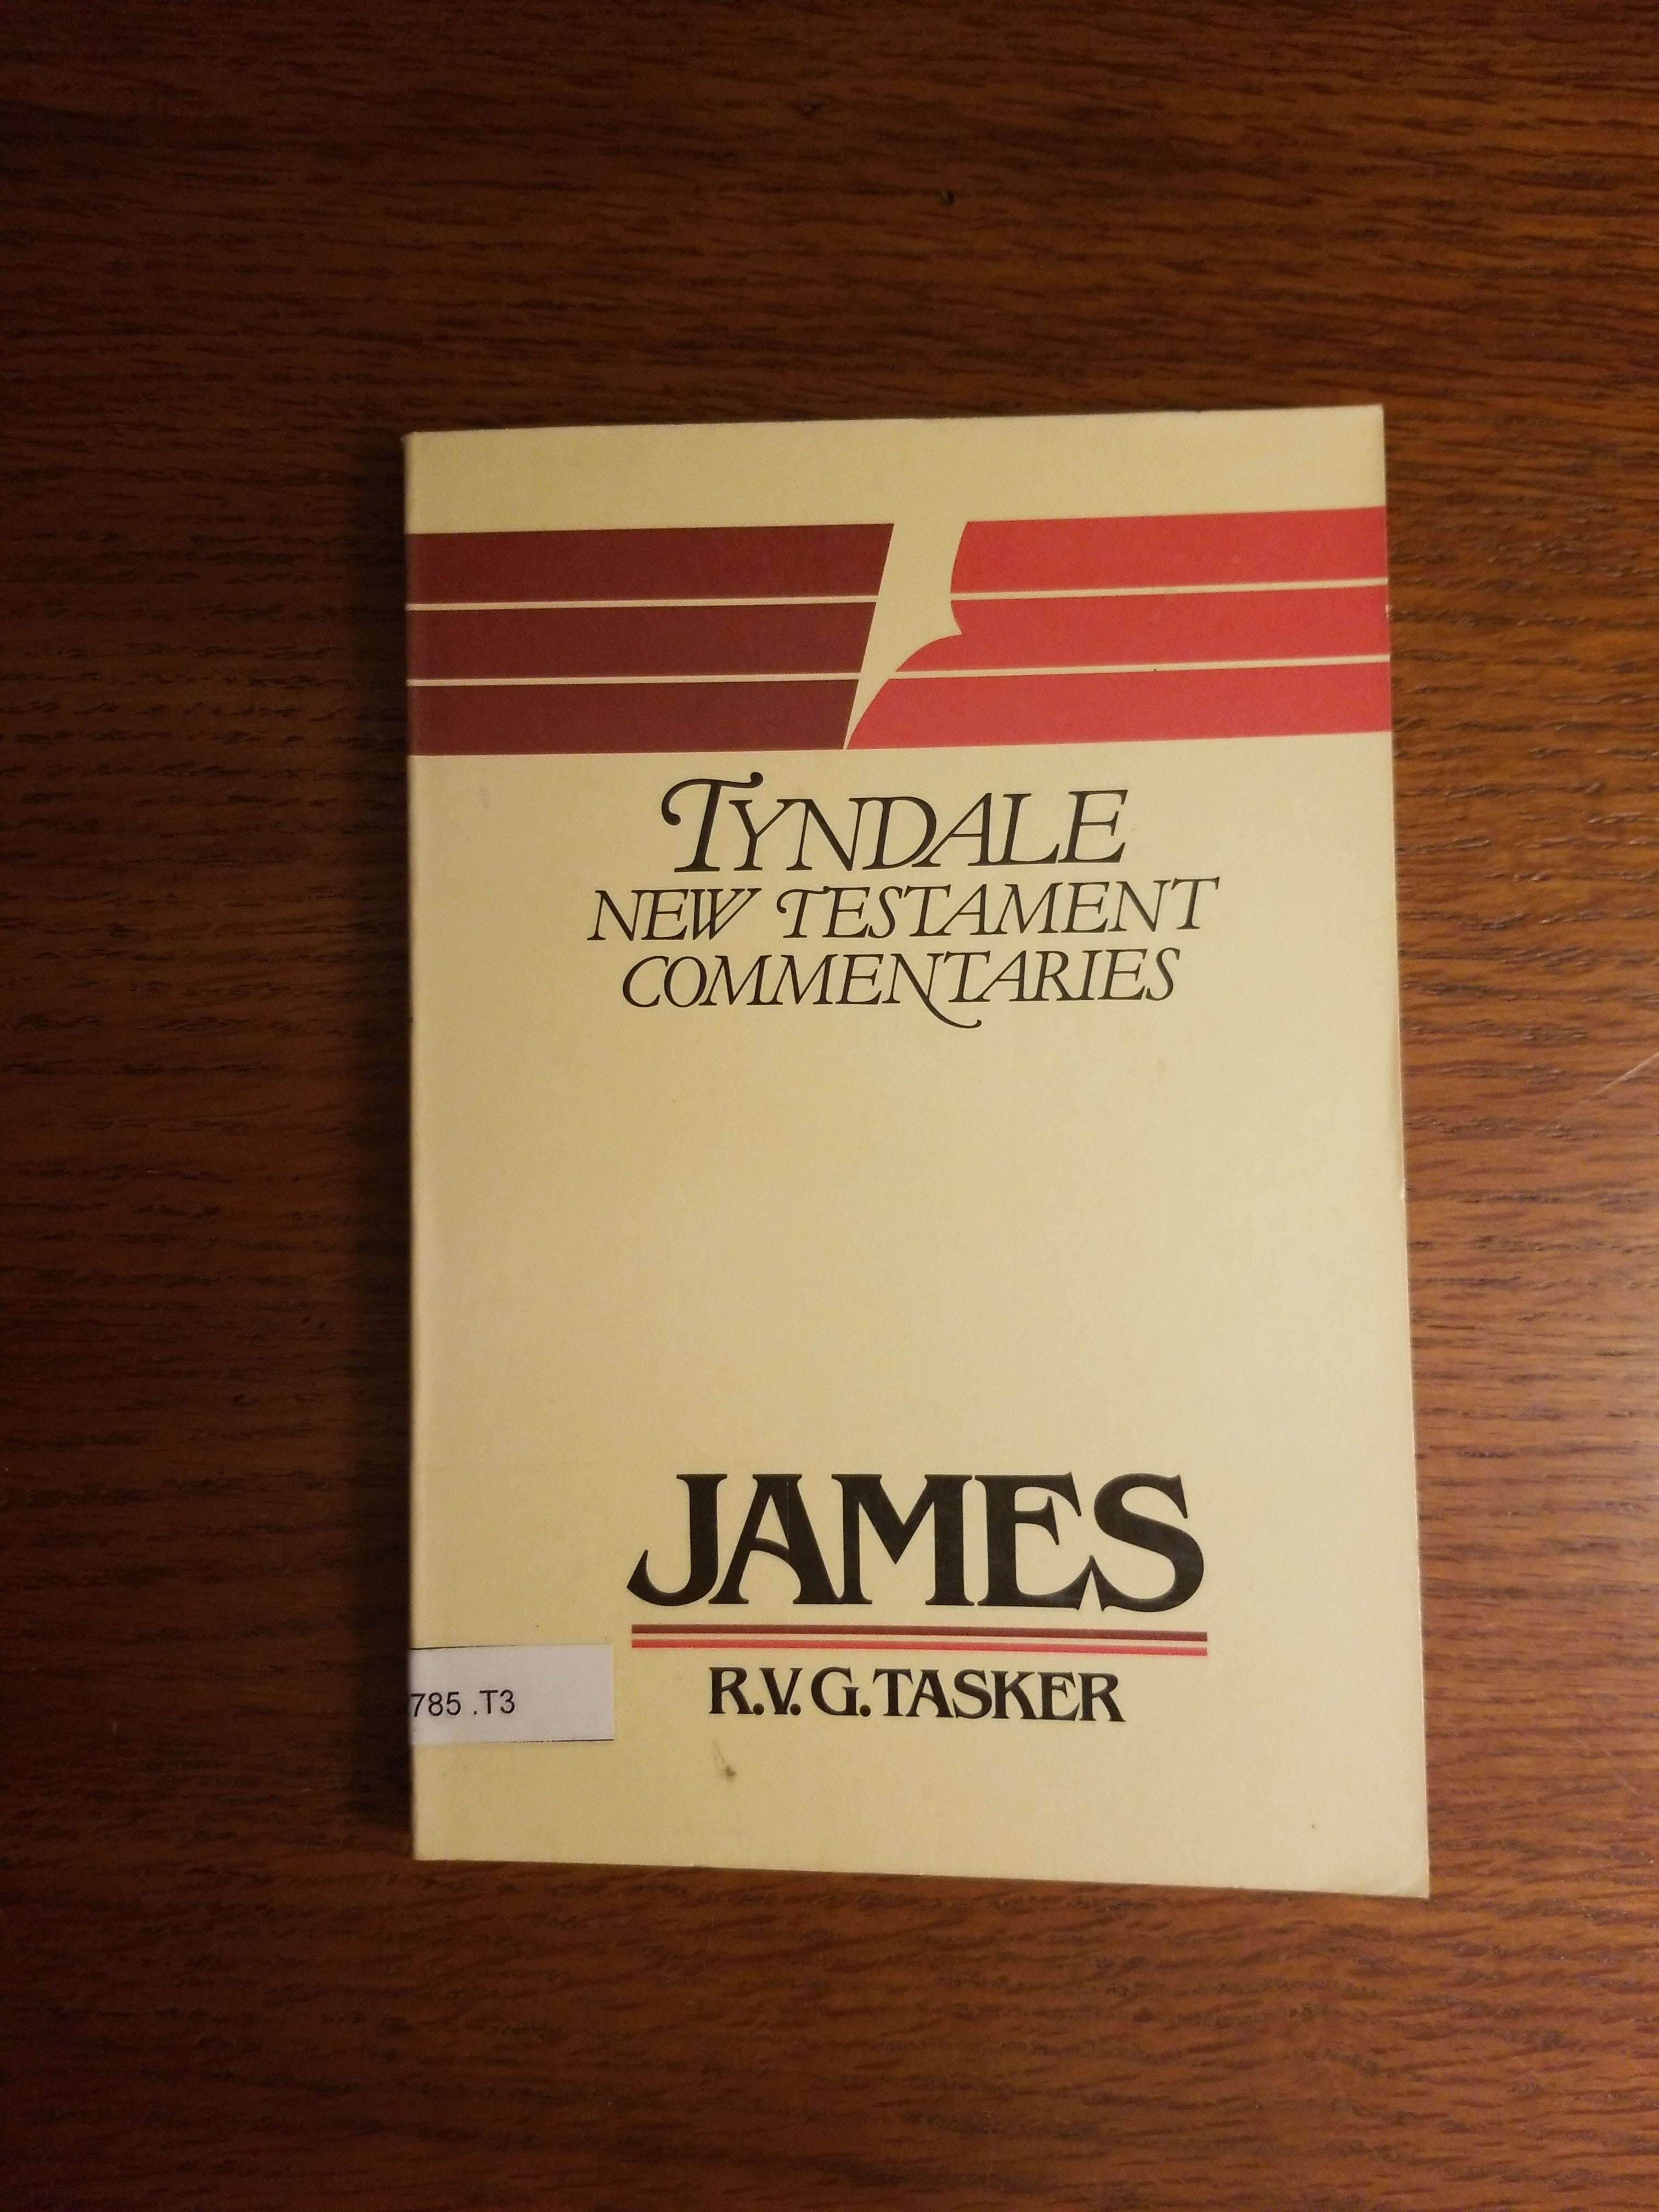 TYNDALE
NEW TESTAMENT
COMMENTARIES
JAMES
785 .T3
R.V.G. TASKER